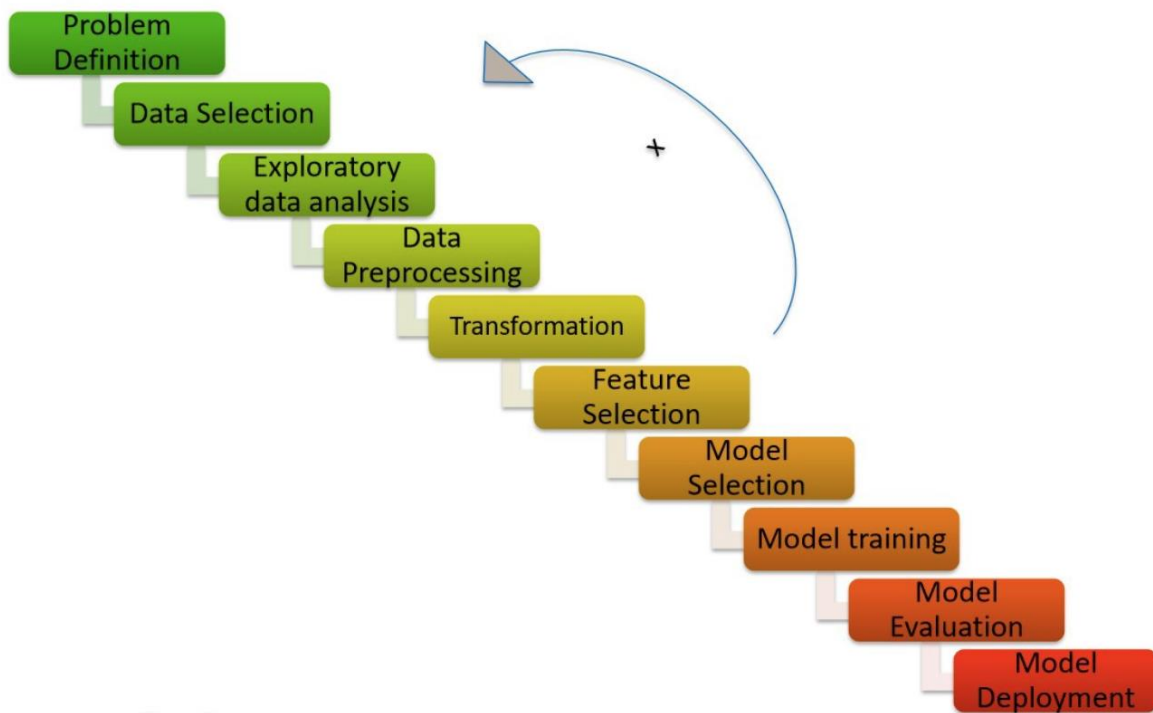 Problem
Definition
Data Selection
Exploratory
data analysis
Data
Preprocessing
Transformation
Feature
Selection
Model
Selection
Model training
Model
Evaluation
Model
Deployment